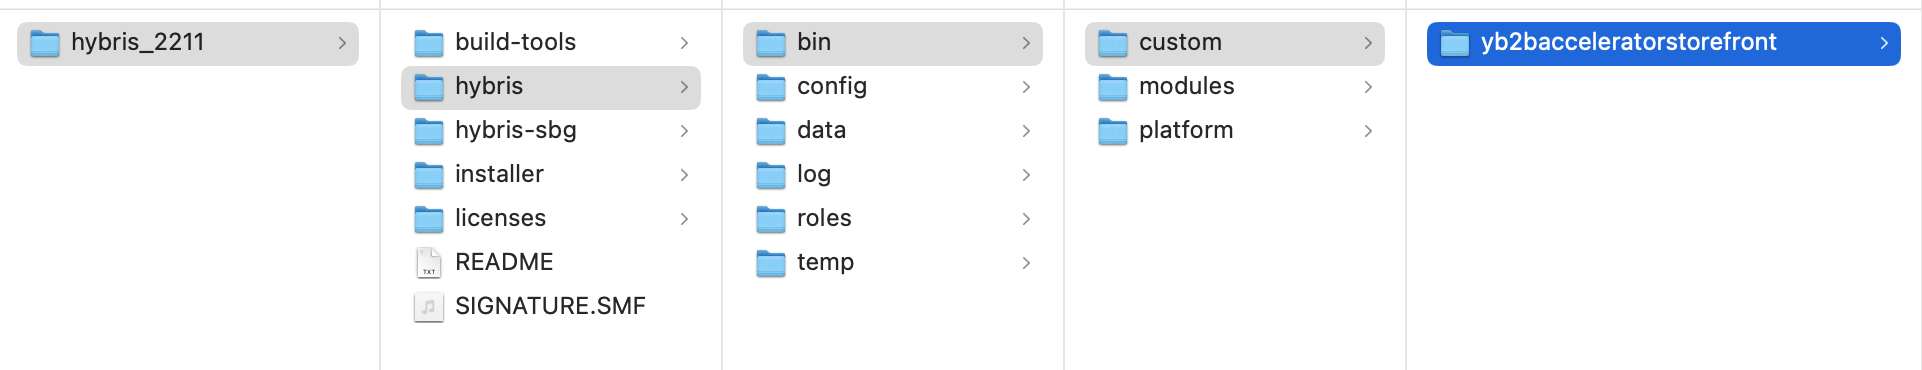 hybris_2211
build-tools
hybris
hybris-sbg
installer
licenses
TXT
README
SIGNATURE.SMF
bin
config
data
log
roles
temp
custom
modules
platform
yb2bacceleratorstorefront